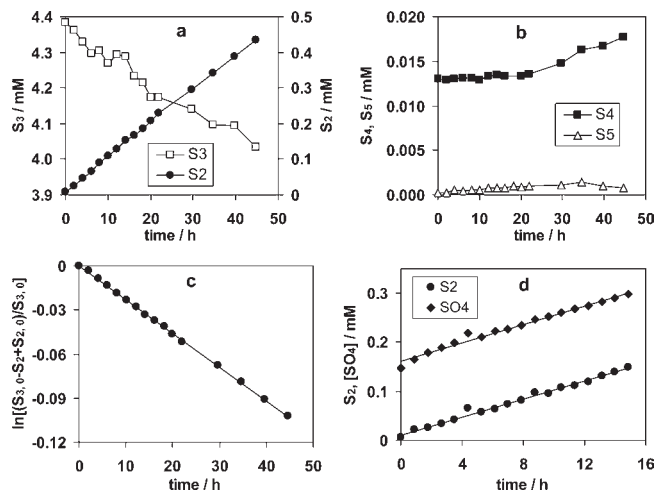 a
4.4
4.3
4.2
4.1
4.0
3.9
S3 / mM
0.5
0.4
0.3
0.2
0.1
0
S2 / mM
S3
S2
0 10 20 30 40 50
time / h
b
0.020
0.015
0.010
0.005
0.000
S4, S5 / mM
S4
S5
0 10 20 30 40 50
time / h
c
0
-0.03
-0.06
-0.09
-0.12
ln[(S3, 0-S2+S2, 0)/S3, 0]
0 10 20 30 40 50
time / h
d
S2
SO4
0.3
0.2
0.1
0
S2, [SO4] / mM
0 4 8 12 16
time / h